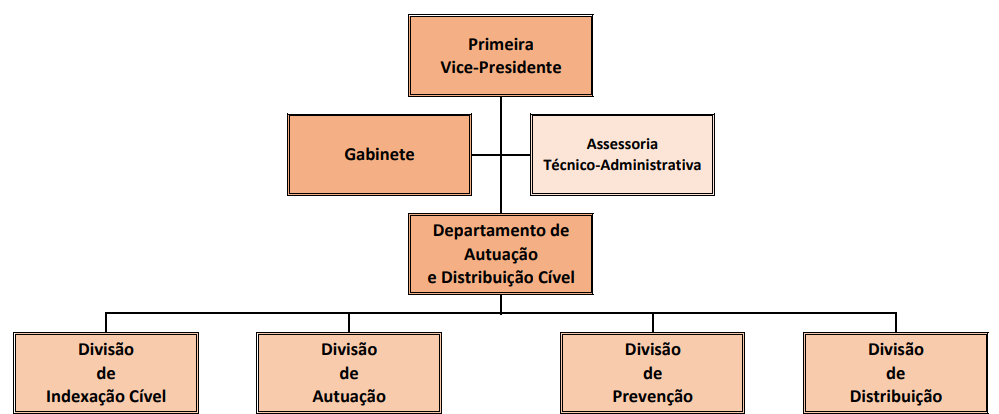 Primeira
Vice-Presidente
Gabinete
Assessoria
Técnico-Administrativa
Departamento de
Autuação
e Distribuição Cível
Divisão
de
Indexação Cível
Divisão
de
Autuação
Divisão
de
Prevenção
Divisão
de
Distribuição